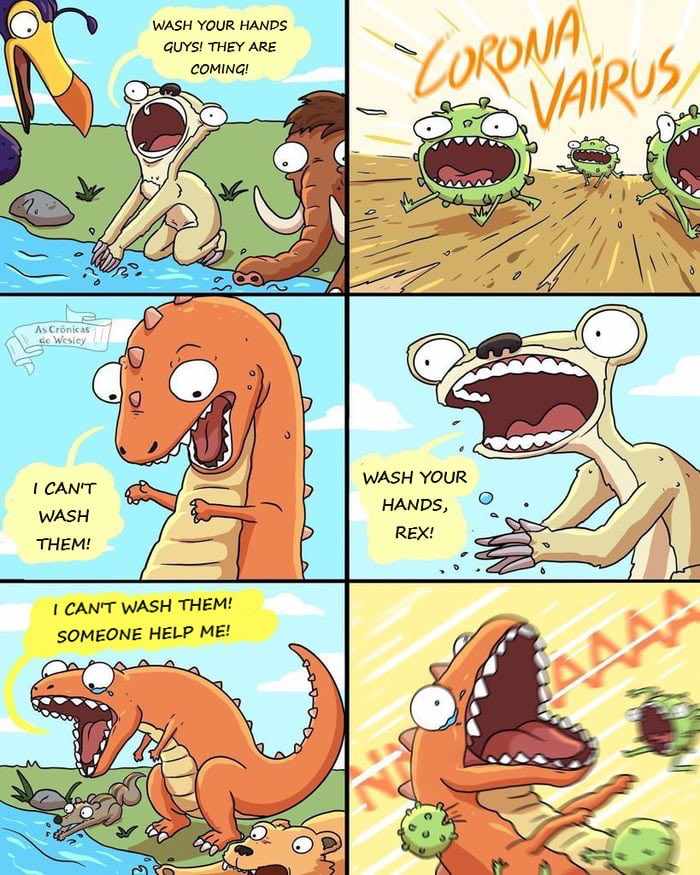 WASH YOUR HANDS
GUYS! THEY ARE
COMING!
CORONA
VAIRUS
As Crônicas
de Wesley
I CAN'T
WASH
THEM!
WASH YOUR
HANDS,
REX!
I CAN'T WASH THEM!
SOMEONE HELP ME!